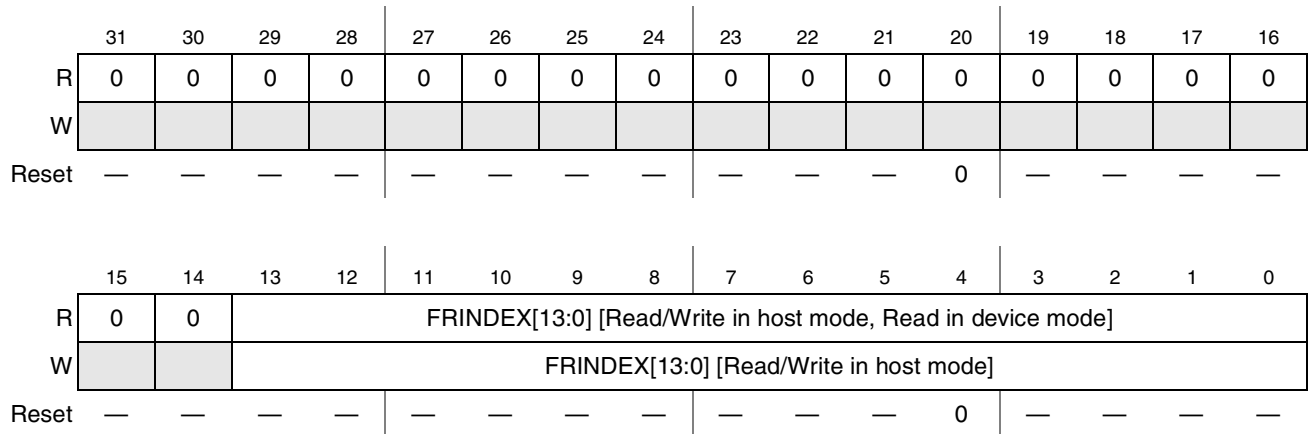 31 30 29 28 27 26 25 24 23 22 21 20 19 18 17 16
R 0 0 0 0 0 0 0 0 0 0 0 0 0 0 0 0
W
Reset — — — — — — — — — — — 0 — — — —
15 14 13 12 11 10 9 8 7 6 5 4 3 2 1 0
R 0 0 FRINDEX[13:0] [Read/Write in host mode, Read in device mode]
W FRINDEX[13:0] [Read/Write in host mode]
Reset — — — — — — — — — — — 0 — — — —